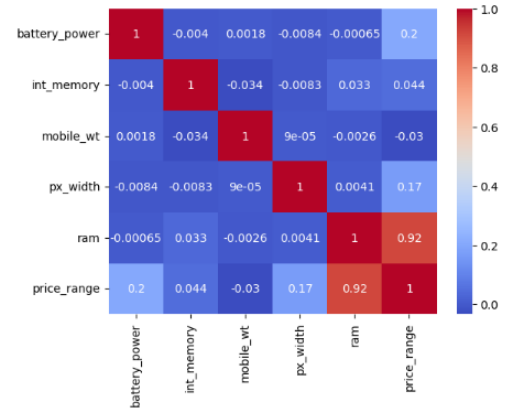 battery_power 1 -0.004 0.0018 -0.0084 -0.00065 0.2
int_memory -0.004 1 -0.034 -0.0083 0.033 0.044
mobile_wt 0.0018 -0.034 1 9e-05 -0.0026 -0.03
px_width -0.0084 -0.0083 9e-05 1 0.0041 0.17
ram -0.00065 0.033 -0.0026 0.0041 1 0.92
price_range 0.2 0.044 -0.03 0.17 0.92 1
battery_power int_memory mobile_wt px_width ram price_range
1.0
0.8
0.6
0.4
0.2
0.0